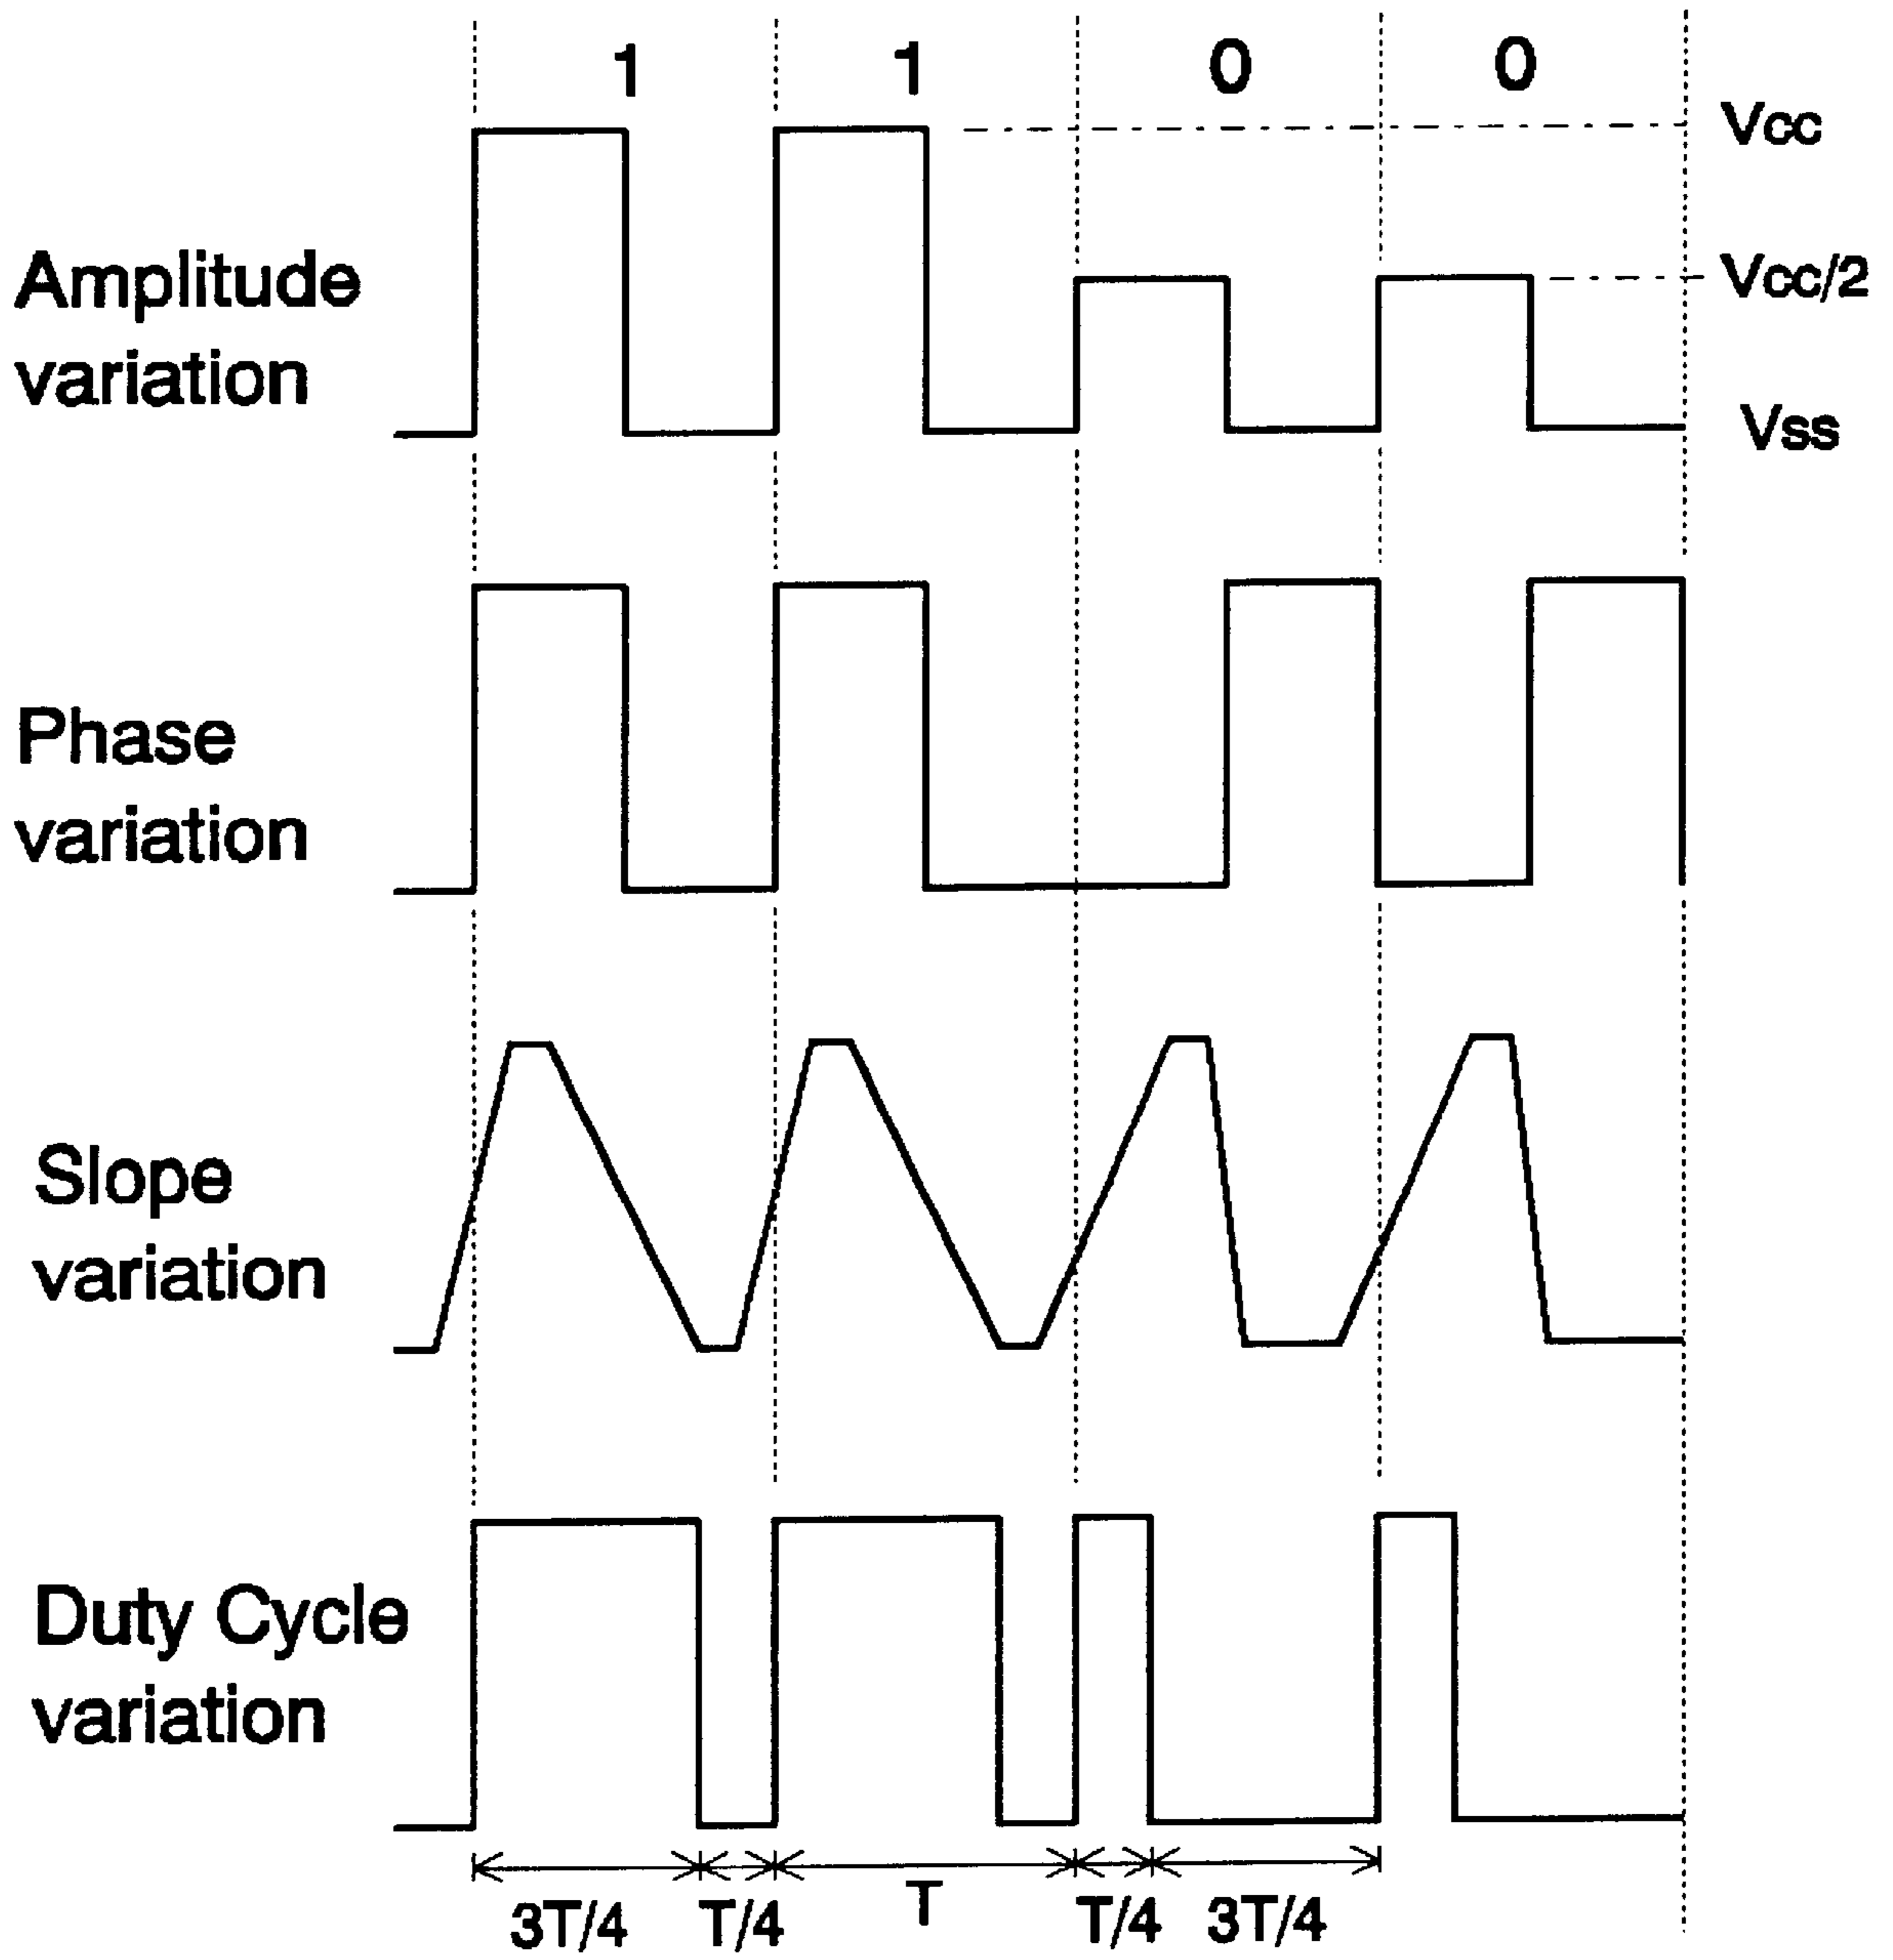 1 1 0 0
Vcc
Amplitude
variation
Vcc/2
Vss
Phase
variation
Slope
variation
Duty Cycle
variation
3T/4 T/4 T T/4 3T/4